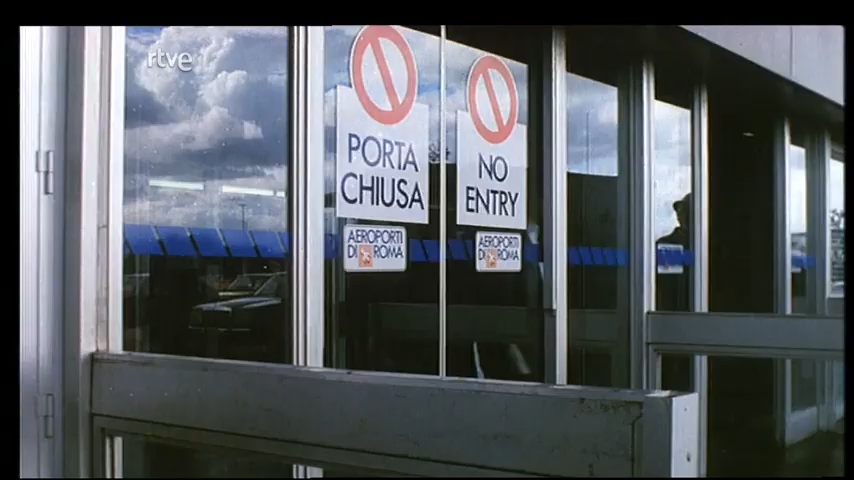 rtve
PORTA
CHIUSA
NO
ENTRY
AEROPORTI
DI ROMA
AEROPORTI
DI ROMA